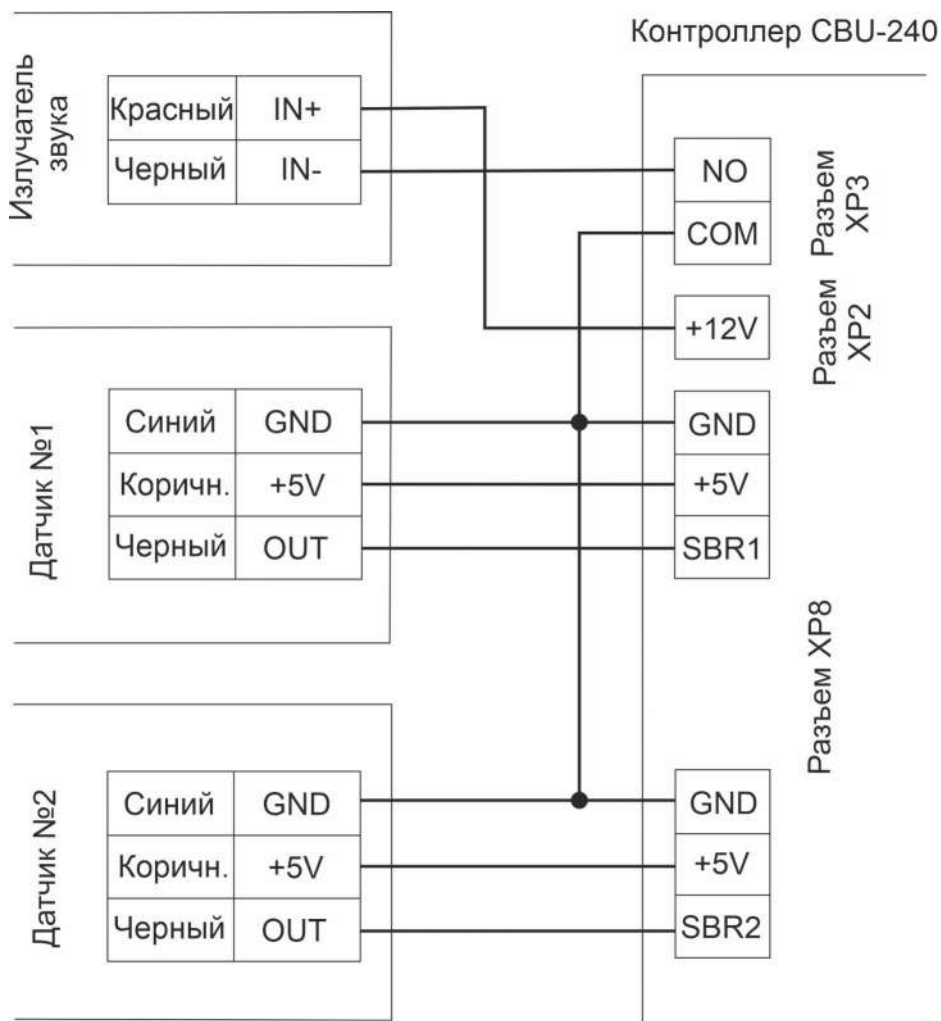 Контроллер CBU-240
Излучатель
звука
Красный IN+
Черный IN-
NO
COM
Разъем
XP3
+12V
Разъем
XP2
Датчик №1
Синий GND
Коричн. +5V
Черный OUT
GND
+5V
SBR1
Разъем XP8
Датчик №2
Синий GND
Коричн. +5V
Черный OUT
GND
+5V
SBR2